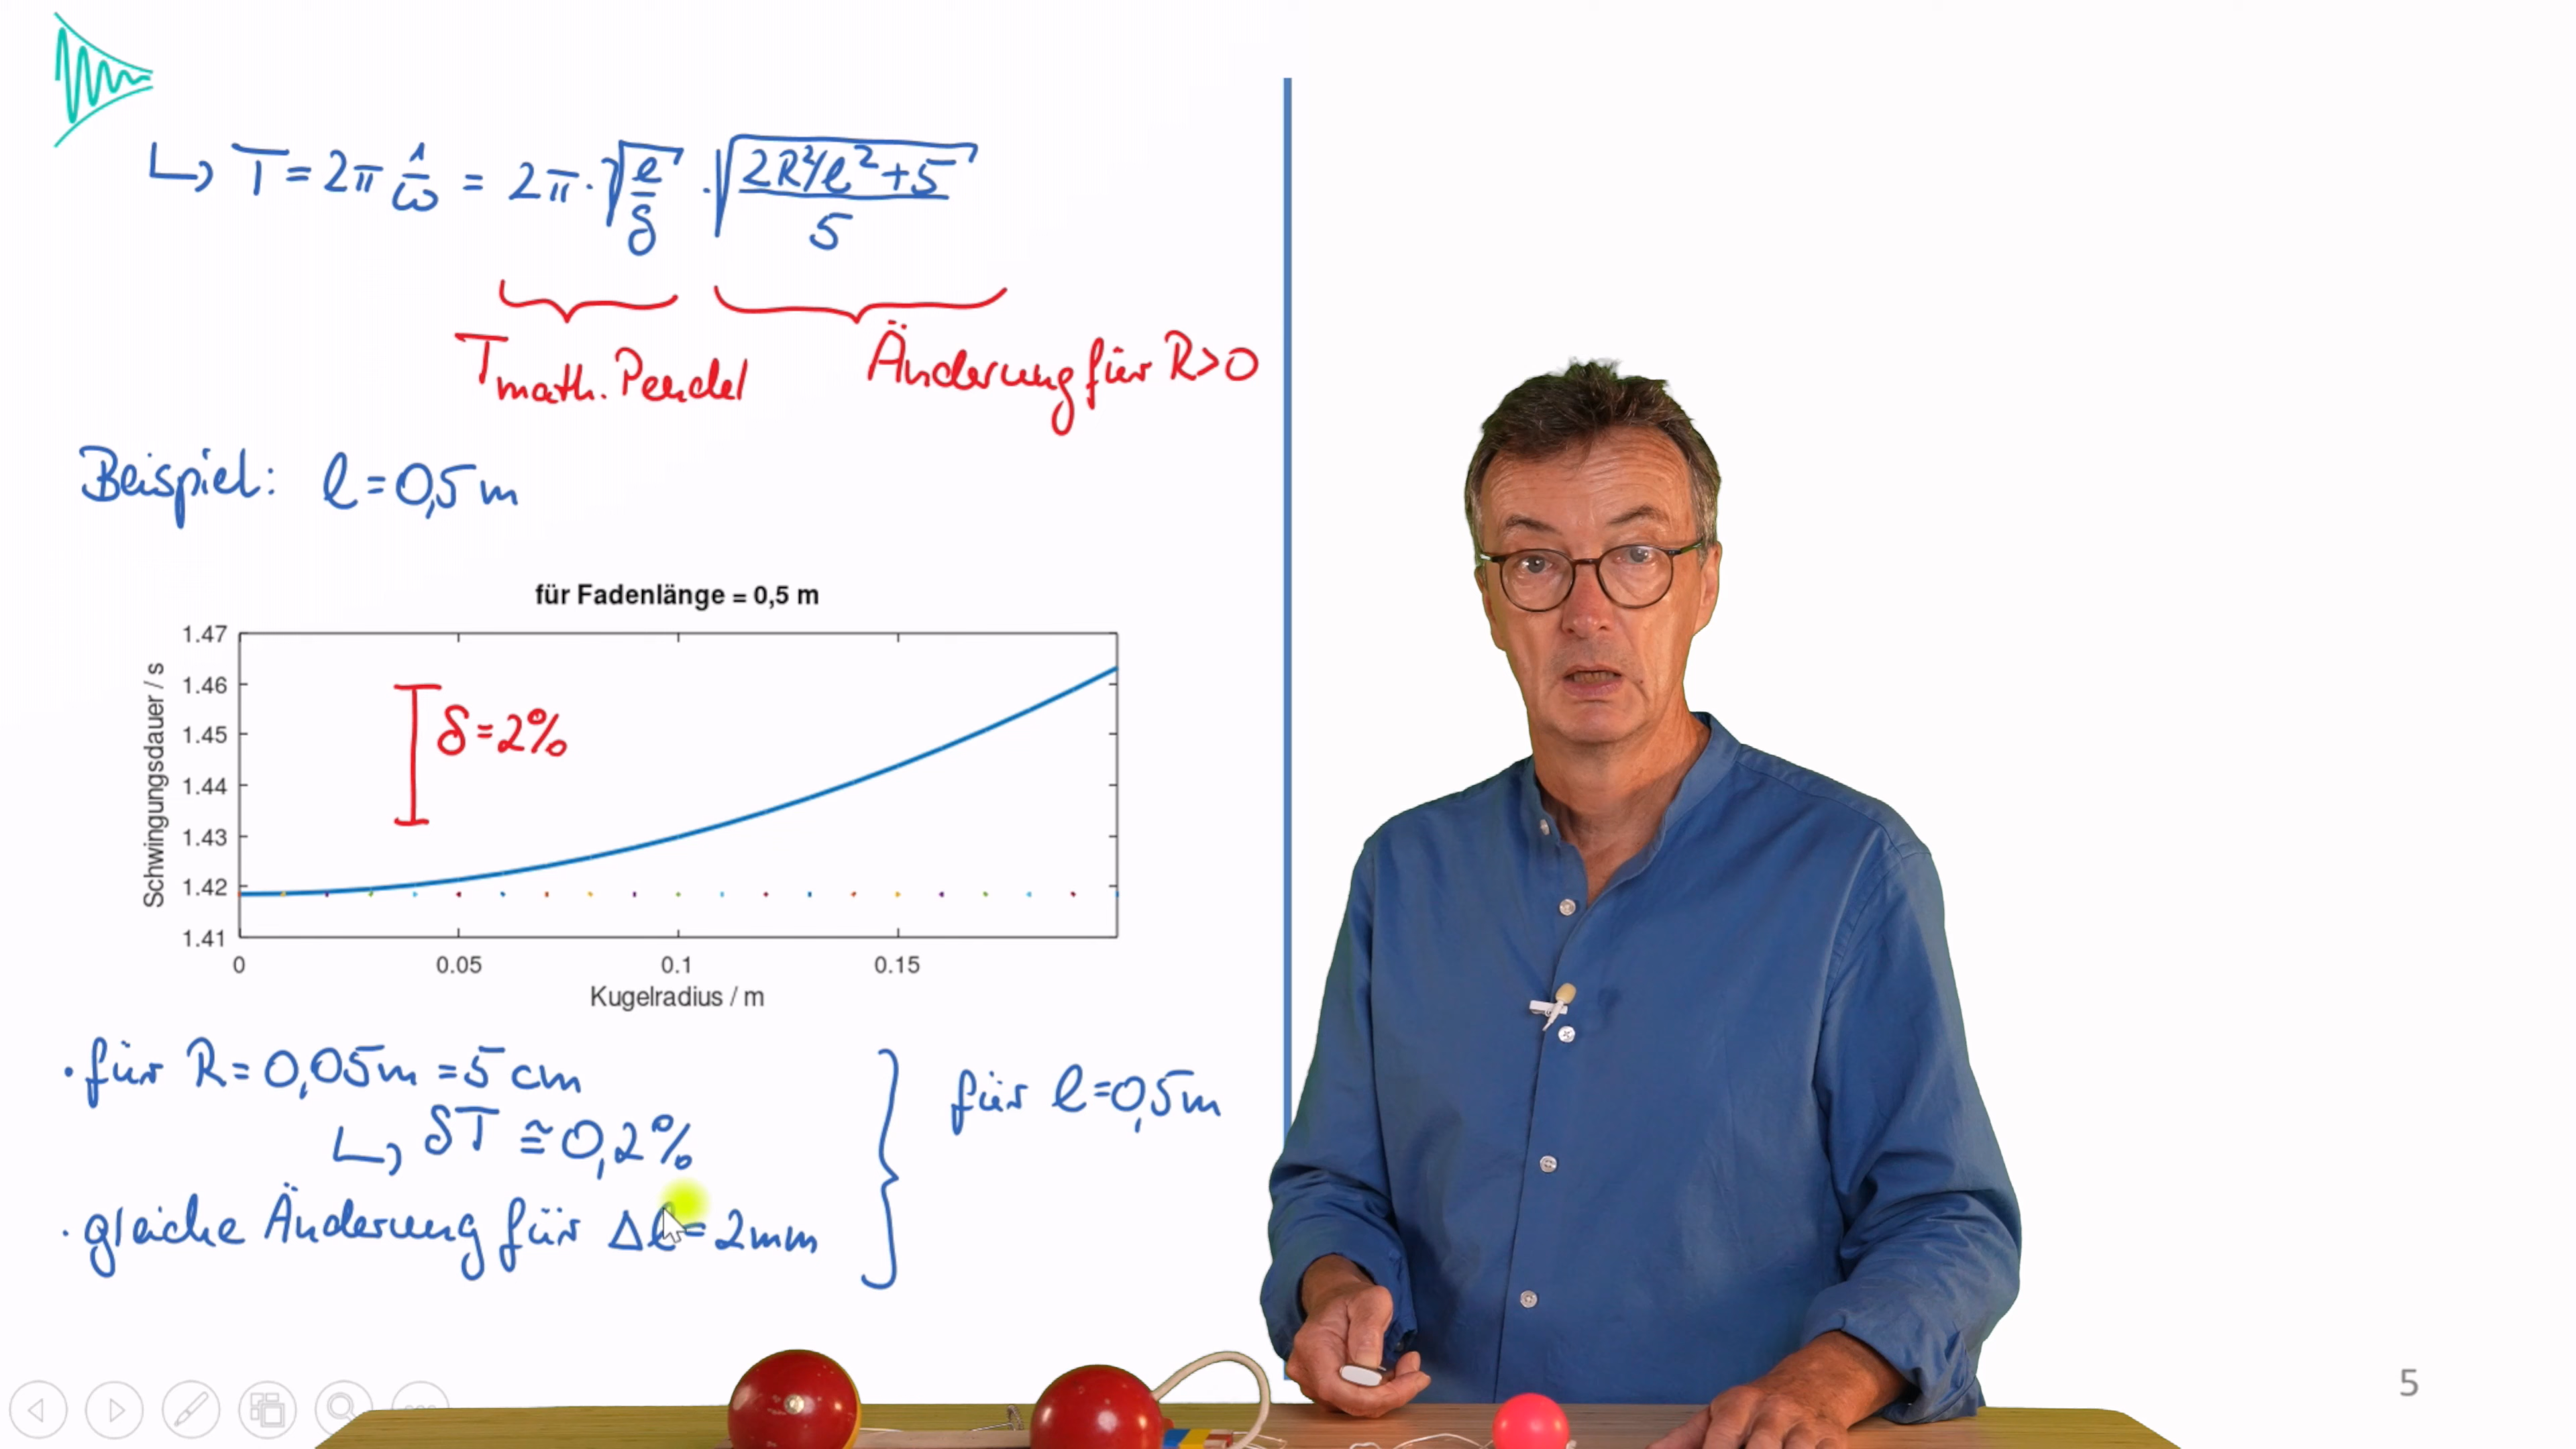 ↳ T = 2π 1/ω = 2π · √(l/g) · √((2R²/l² + 5)/5)
T math. Pendel
Änderung für R>0
Beispiel: l = 0,5 m
für Fadenlänge = 0,5 m
Schwingungsdauer / s
1.47
1.46
1.45
1.44
1.43
1.42
1.41
δ = 2%
0 0.05 0.1 0.15
Kugelradius / m
· für R = 0,05 m = 5 cm
↳ δT ≅ 0,2%
· gleiche Änderung für Δl = 2mm
für l = 0,5 m
5